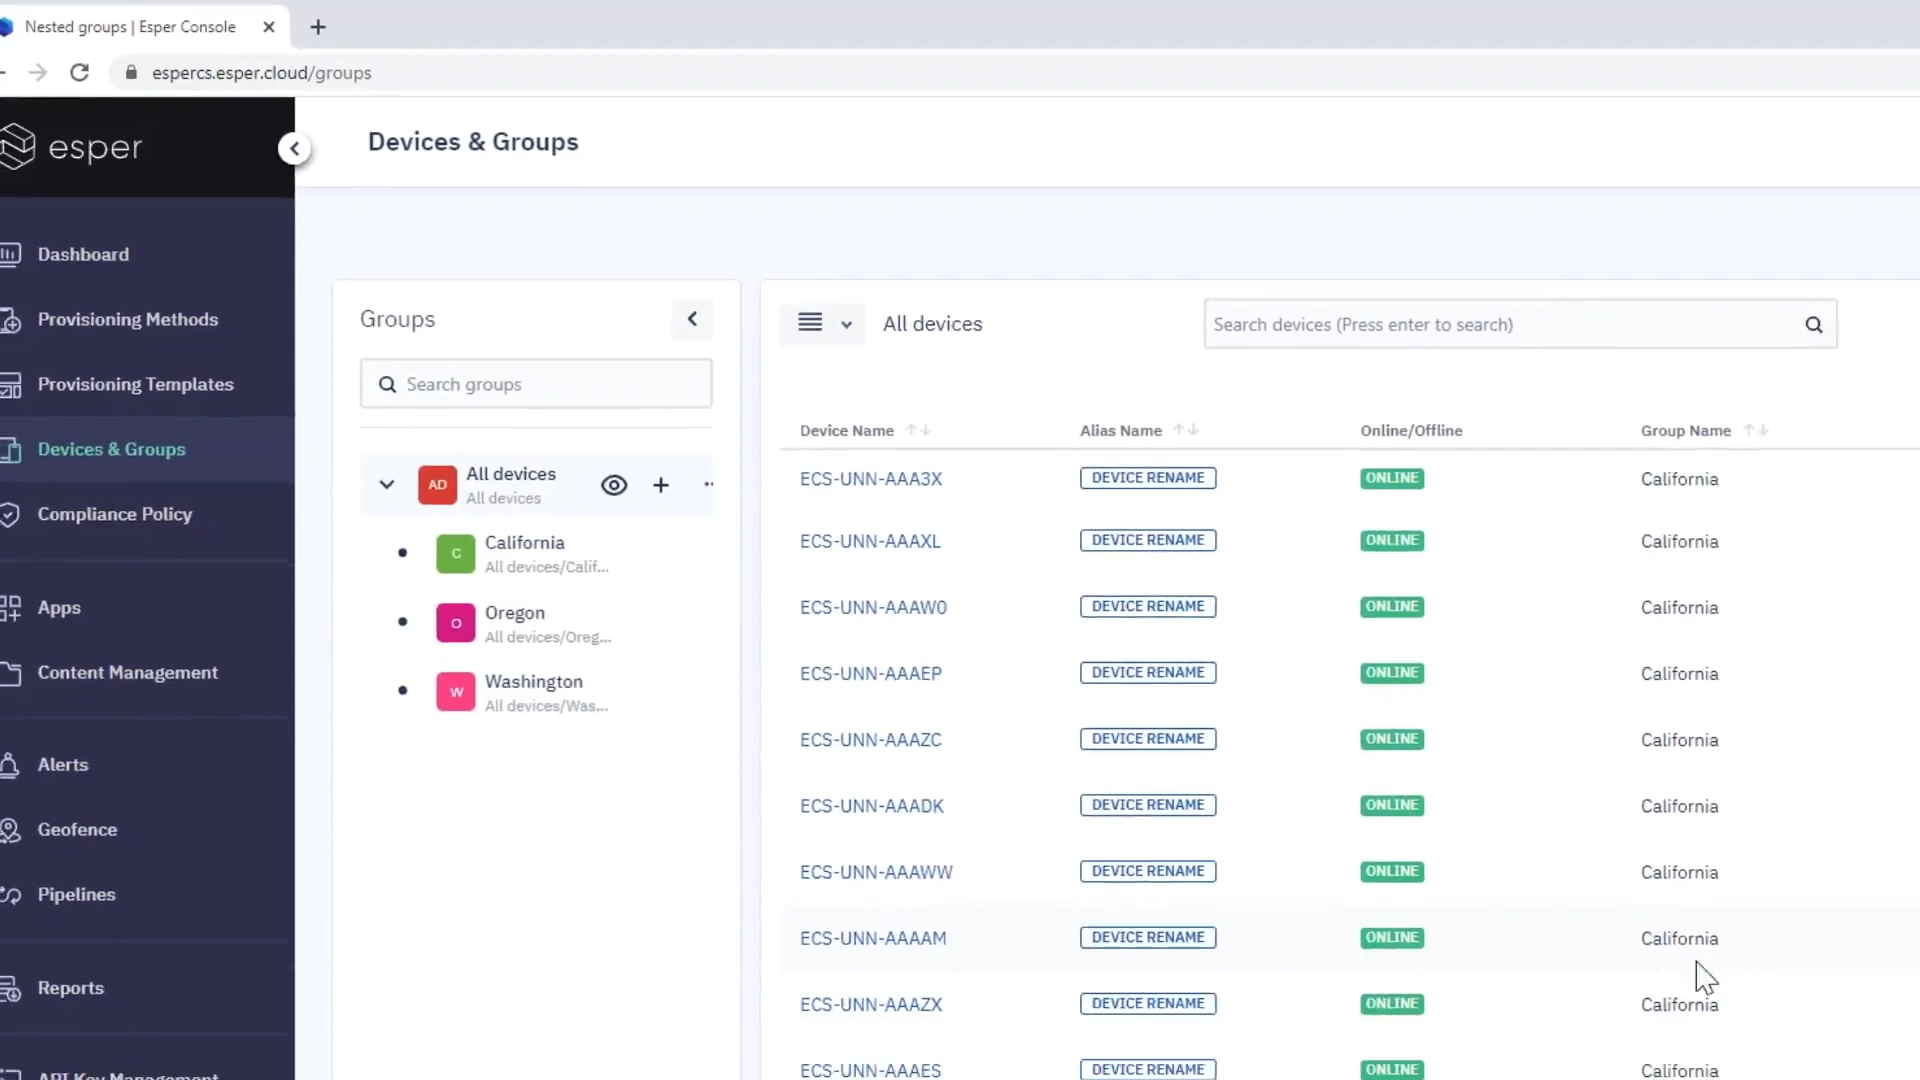 Nested groups | Esper Console
espercs.esper.cloud/groups
esper
Devices & Groups
Dashboard
Provisioning Methods
Provisioning Templates
Devices & Groups
Compliance Policy
Apps
Content Management
Alerts
Geofence
Pipelines
Reports
API Key Management
Groups
Search groups
AD
All devices
All devices
C
California
All devices/Calif...
O
Oregon
All devices/Oreg...
W
Washington
All devices/Was...
All devices
Search devices (Press enter to search)
Device Name Alias Name Online/Offline Group Name
ECS-UNN-AAA3X DEVICE RENAME ONLINE California
ECS-UNN-AAAXL DEVICE RENAME ONLINE California
ECS-UNN-AAAW0 DEVICE RENAME ONLINE California
ECS-UNN-AAAEP DEVICE RENAME ONLINE California
ECS-UNN-AAAZC DEVICE RENAME ONLINE California
ECS-UNN-AAADK DEVICE RENAME ONLINE California
ECS-UNN-AAAWW DEVICE RENAME ONLINE California
ECS-UNN-AAAAM DEVICE RENAME ONLINE California
ECS-UNN-AAAZX DEVICE RENAME ONLINE California
ECS-UNN-AAAES DEVICE RENAME ONLINE California